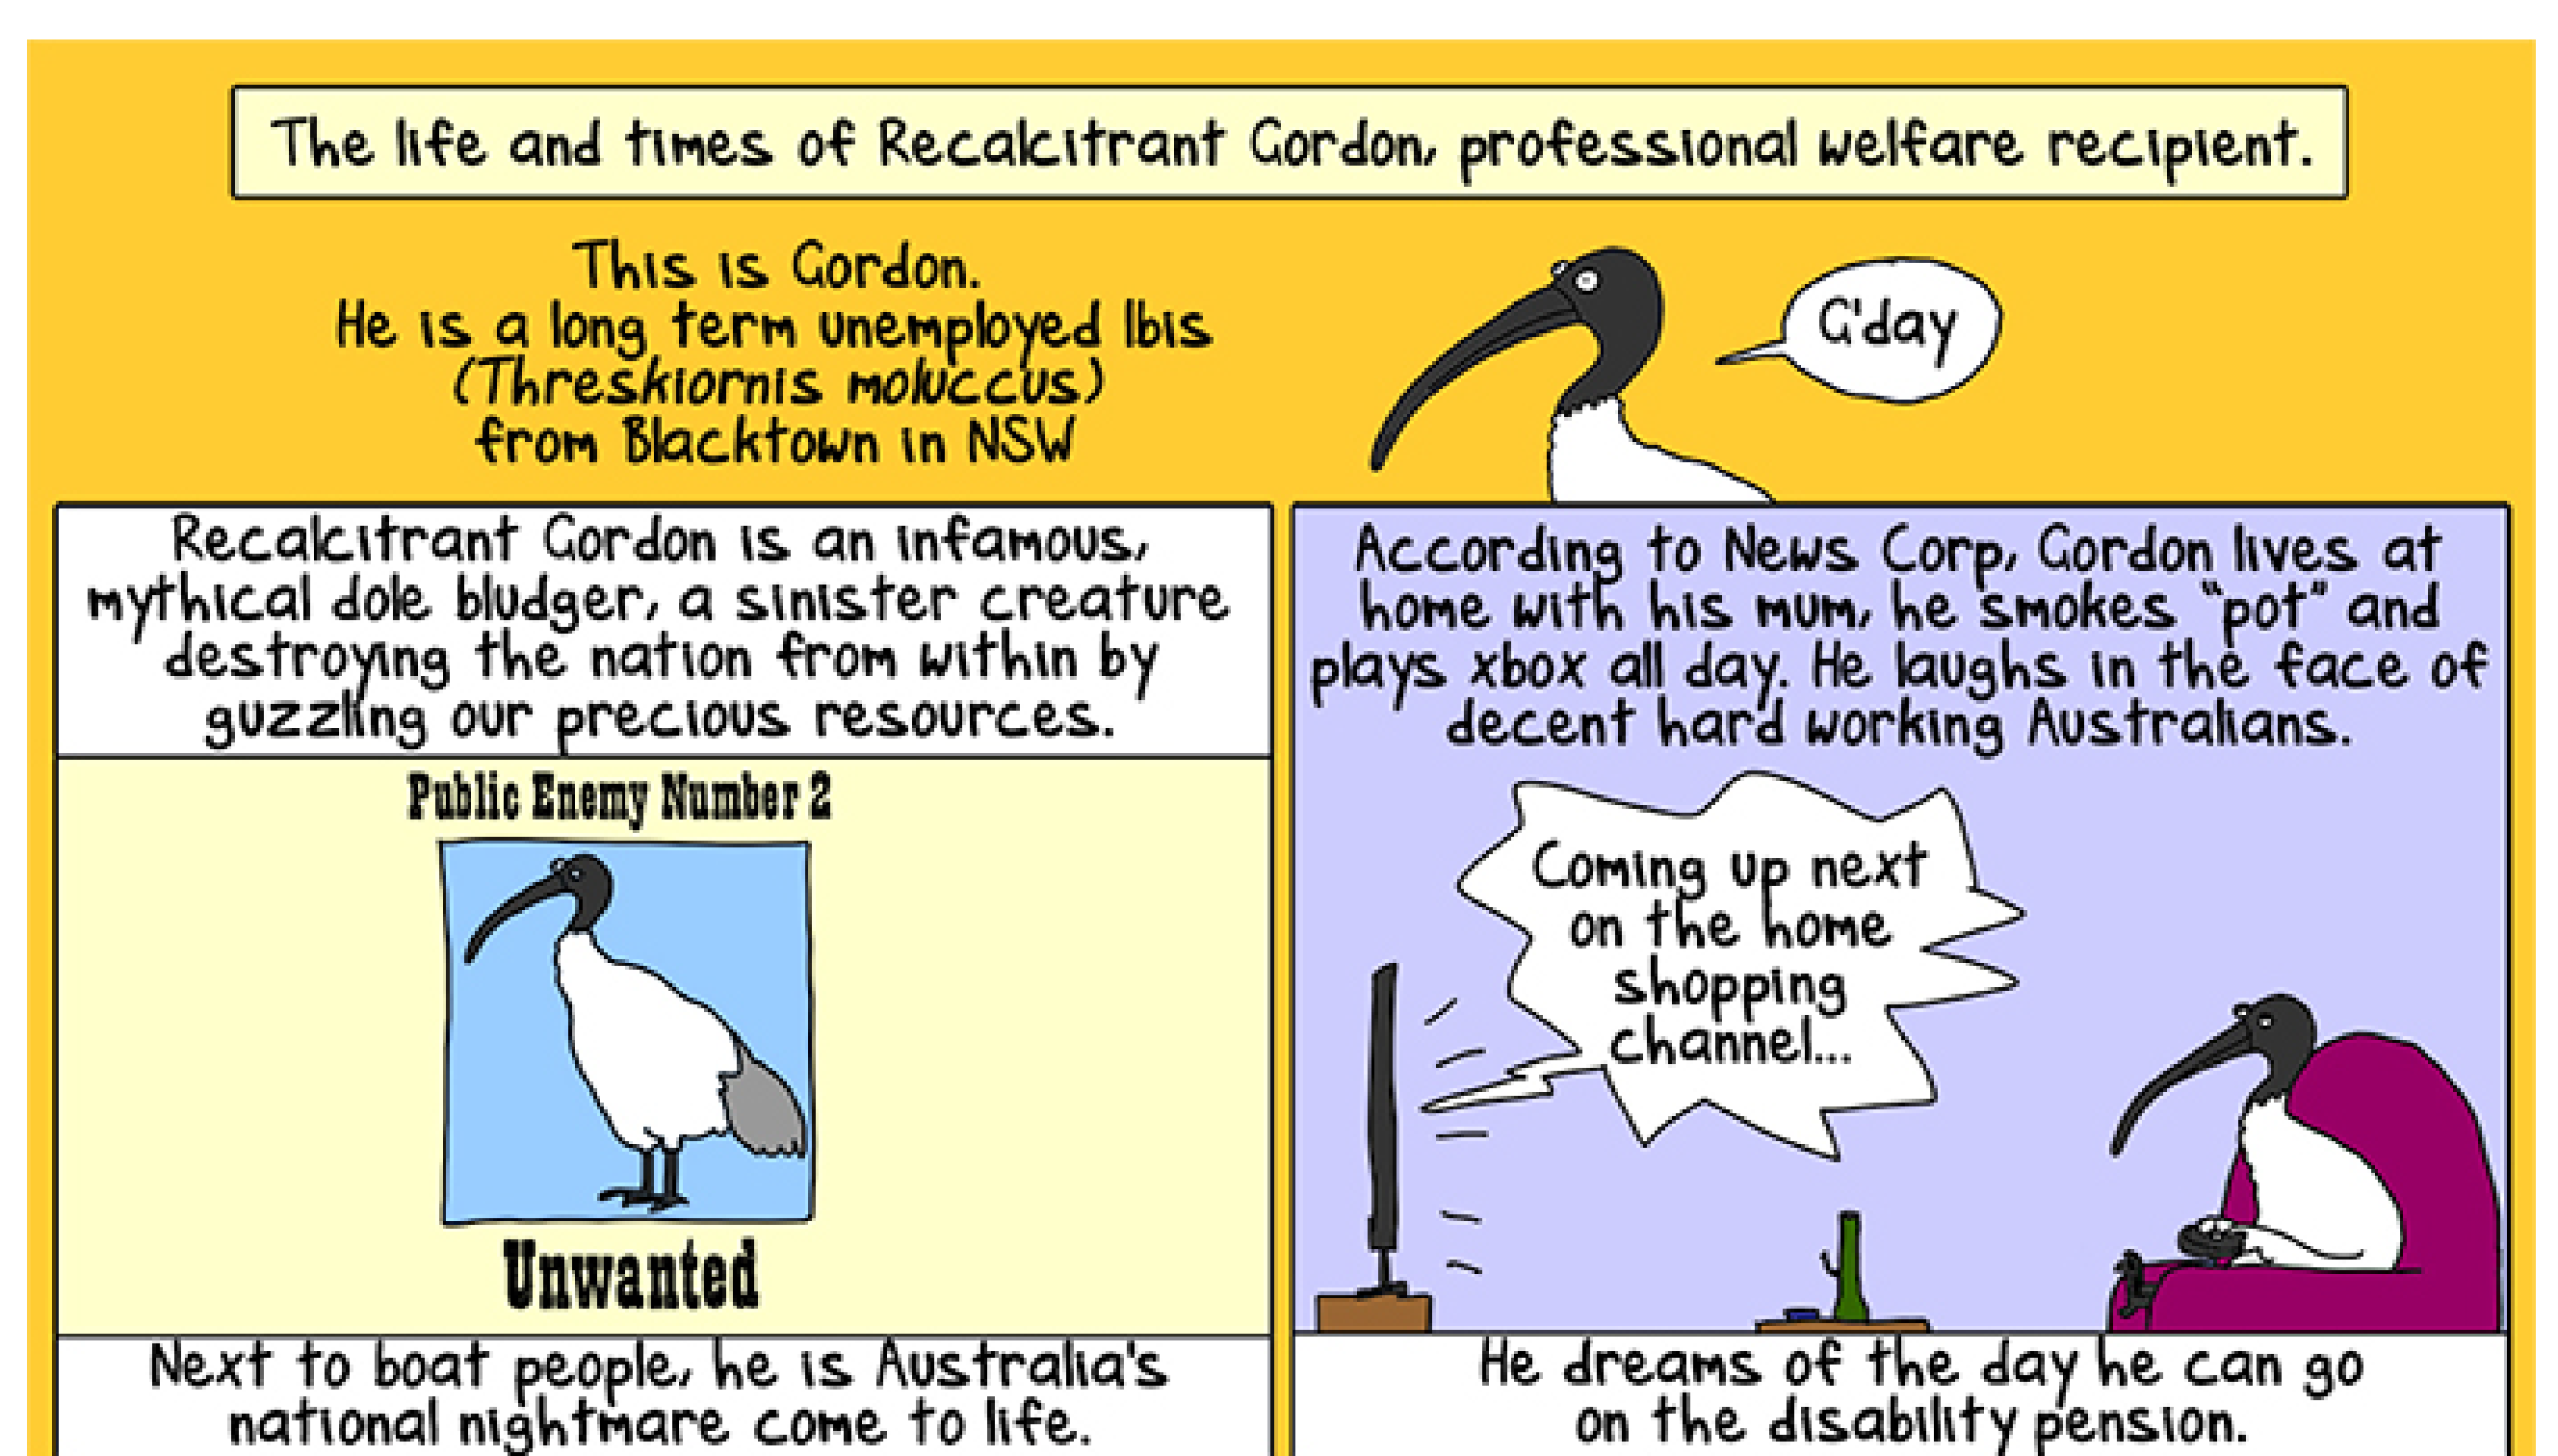 The life and times of Recalcitrant Gordon, professional welfare recipient.
This is Gordon.
He is a long term unemployed Ibis
(Threskiornis moluccus)
from Blacktown in NSW
G'day
Recalcitrant Gordon is an infamous,
mythical dole bludger, a sinister creature
destroying the nation from within by
guzzling our precious resources.
Public Enemy Number 2
Unwanted
Next to boat people, he is Australia's
national nightmare come to life.
According to News Corp, Gordon lives at
home with his mum, he smokes "pot" and
plays xbox all day. He laughs in the face of
decent hard working Australians.
Coming up next
on the home
shopping
channel...
He dreams of the day he can go
on the disability pension.